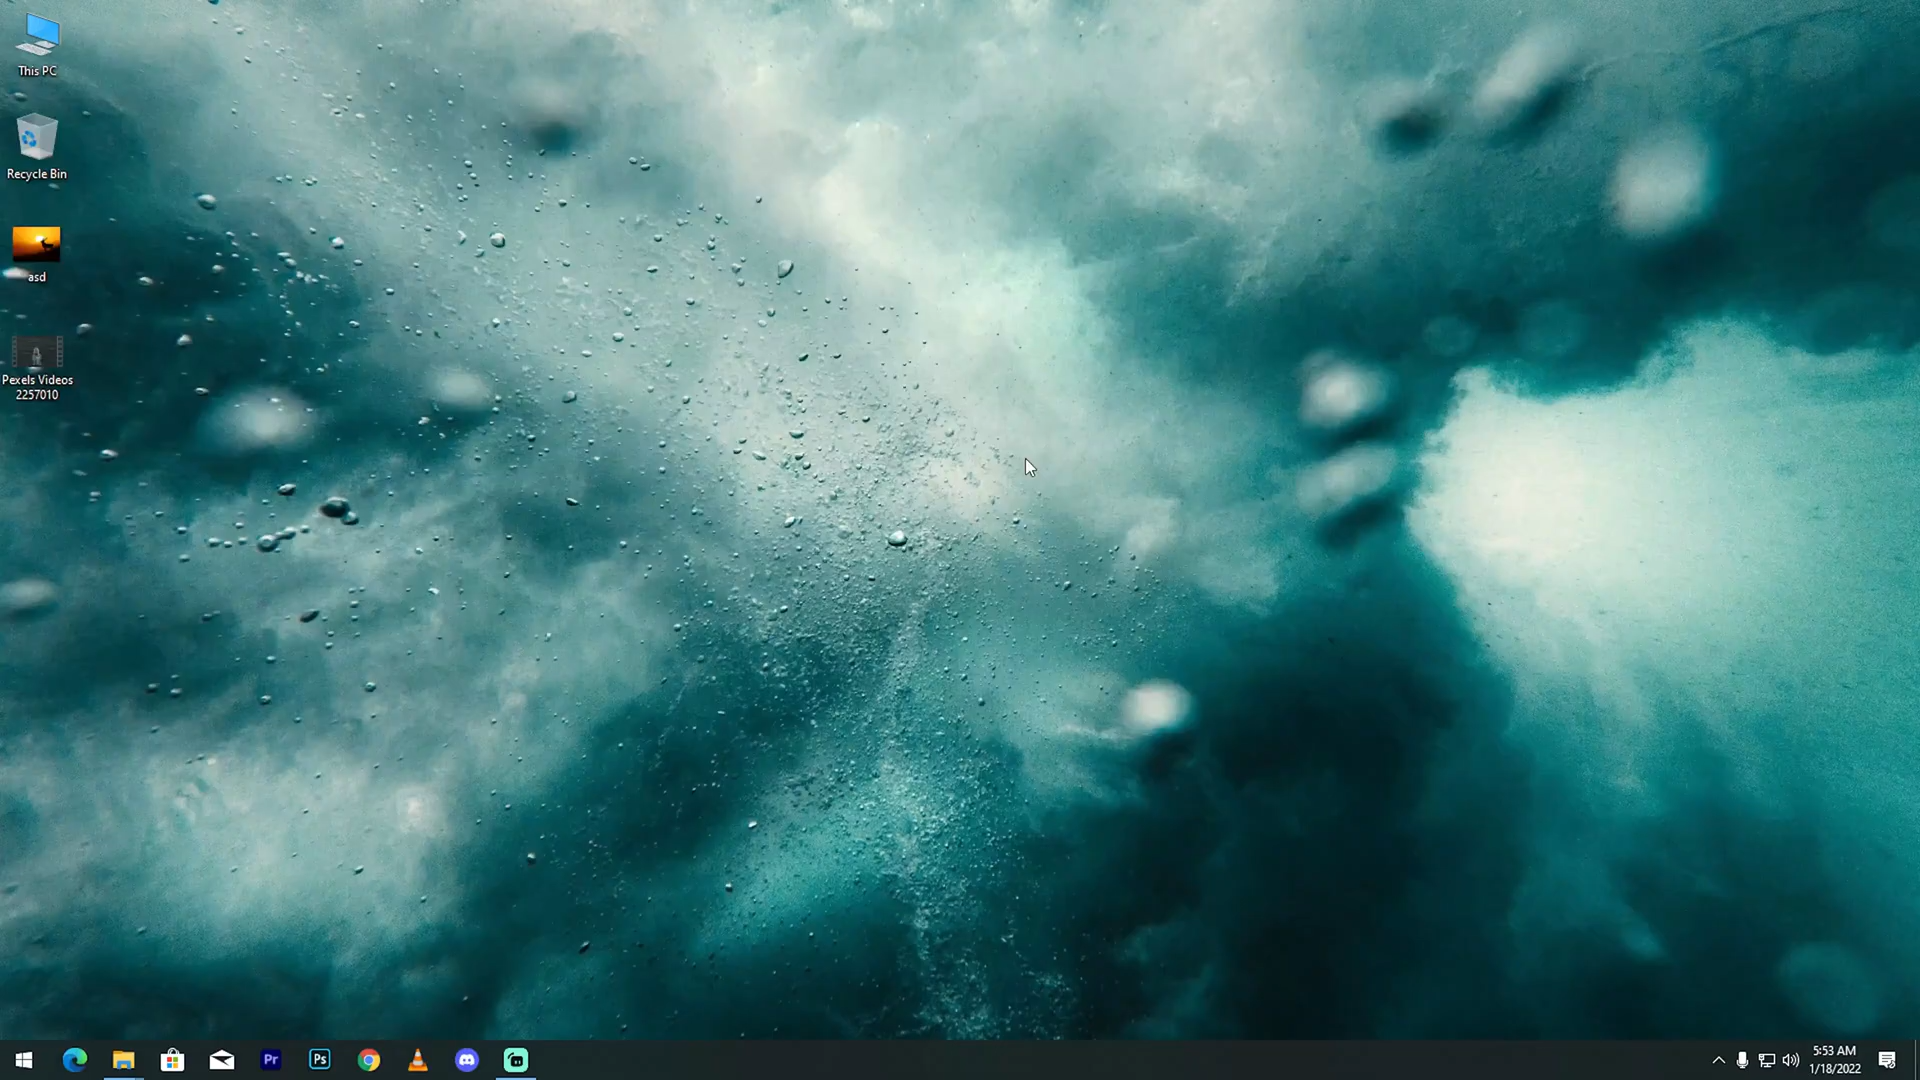 This PC
Recycle Bin
asd
Pexels Videos
2257010
Pr
Ps
5:53 AM
1/18/2022